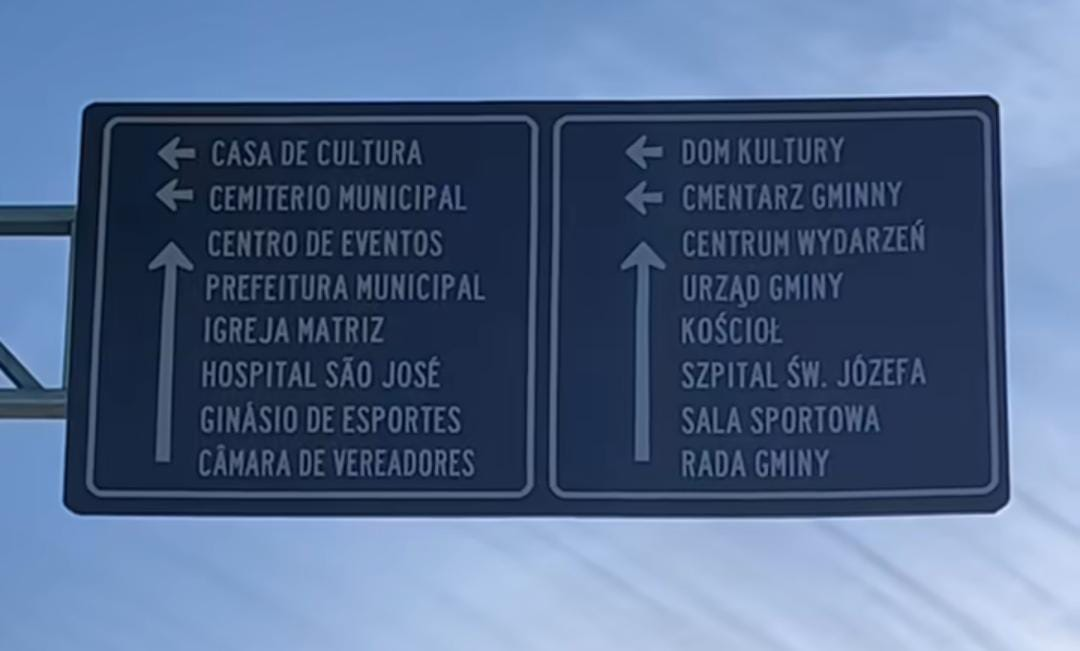 CASA DE CULTURA
CEMITERIO MUNICIPAL
CENTRO DE EVENTOS
PREFEITURA MUNICIPAL
IGREJA MATRIZ
HOSPITAL SÃO JOSÉ
GINÁSIO DE ESPORTES
CÂMARA DE VEREADORES
DOM KULTURY
CMENTARZ GMINNY
CENTRUM WYDARZEŃ
URZĄD GMINY
KOŚCIOŁ
SZPITAL ŚW. JÓZEFA
SALA SPORTOWA
RADA GMINY